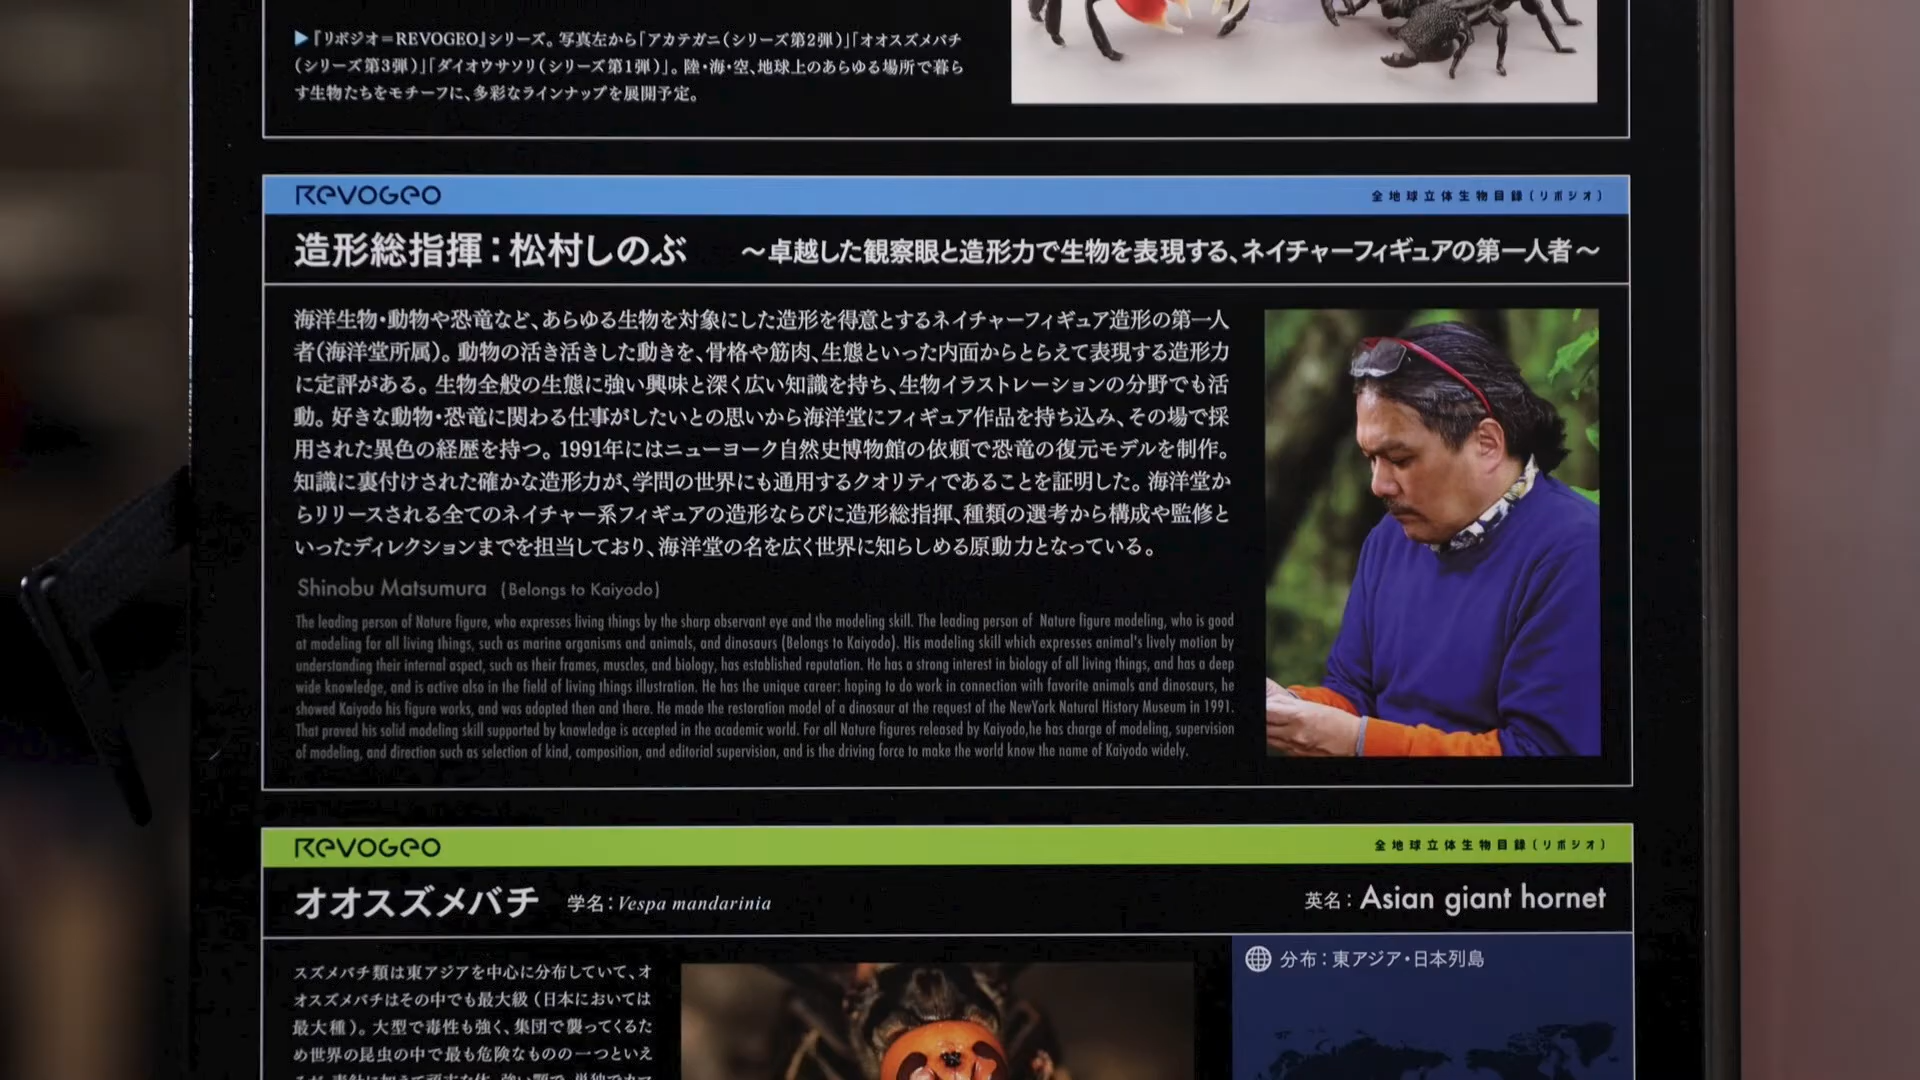 ▶『リボジオ=REVOGEO』シリーズ。写真左から「アカテガニ(シリーズ第2弾)」「オオスズメバチ
(シリーズ第3弾)」「ダイオウサソリ(シリーズ第1弾)」。陸・海・空、地球上のあらゆる場所で暮ら
す生物たちをモチーフに、多彩なラインナップを展開予定。
REVOGEO
全地球立体生物目録(リボジオ)
造形総指揮:松村しのぶ ～卓越した観察眼と造形力で生物を表現する、ネイチャーフィギュアの第一人者～
海洋生物・動物や恐竜など、あらゆる生物を対象にした造形を得意とするネイチャーフィギュア造形の第一人
者(海洋堂所属)。動物の活き活きした動きを、骨格や筋肉、生態といった内面からとらえて表現する造形力
に定評がある。生物全般の生態に強い興味と深く広い知識を持ち、生物イラストレーションの分野でも活
動。好きな動物・恐竜に関わる仕事がしたいとの思いから海洋堂にフィギュア作品を持ち込み、その場で採
用された異色の経歴を持つ。1991年にはニューヨーク自然史博物館の依頼で恐竜の復元モデルを制作。
知識に裏付けされた確かな造形力が、学問の世界にも通用するクオリティであることを証明した。海洋堂か
らリリースされる全てのネイチャー系フィギュアの造形ならびに造形総指揮、種類の選考から構成や監修と
いったディレクションまでを担当しており、海洋堂の名を広く世界に知らしめる原動力となっている。
Shinobu Matsumura (Belongs to Kaiyodo)
The leading person of Nature figure, who expresses living things by the sharp observant eye and the modeling skill. The leading person of Nature figure modeling, who is good
at modeling for all living things, such as marine organisms and animals, and dinosaurs (Belongs to Kaiyodo). His modeling skill which expresses animal's lively motion by
understanding their internal aspect, such as their frames, muscles, and biology, has established reputation. He has a strong interest in biology of all living things, and has a deep
wide knowledge, and is active also in the field of living things illustration. He has the unique career: hoping to do work in connection with favorite animals and dinosaurs, he
showed Kaiyodo his figure works, and was adopted then and there. He made the restoration model of a dinosaur at the request of the NewYork Natural History Museum in 1991.
That proved his solid modeling skill supported by knowledge is accepted in the academic world. For all Nature figures released by Kaiyodo,he has charge of modeling, supervision
of modeling, and direction such as selection of kind, composition, and editorial supervision, and is the driving force to make the world know the name of Kaiyodo widely.
REVOGEO
全地球立体生物目録(リボジオ)
オオスズメバチ 学名:Vespa mandarinia 英名:Asian giant hornet
分布:東アジア・日本列島
スズメバチ類は東アジアを中心に分布していて、オ
オスズメバチはその中でも最大級(日本においては
最大種)。大型で毒性も強く、集団で襲ってくるた
め世界の昆虫の中で最も危険なものの一つといえ